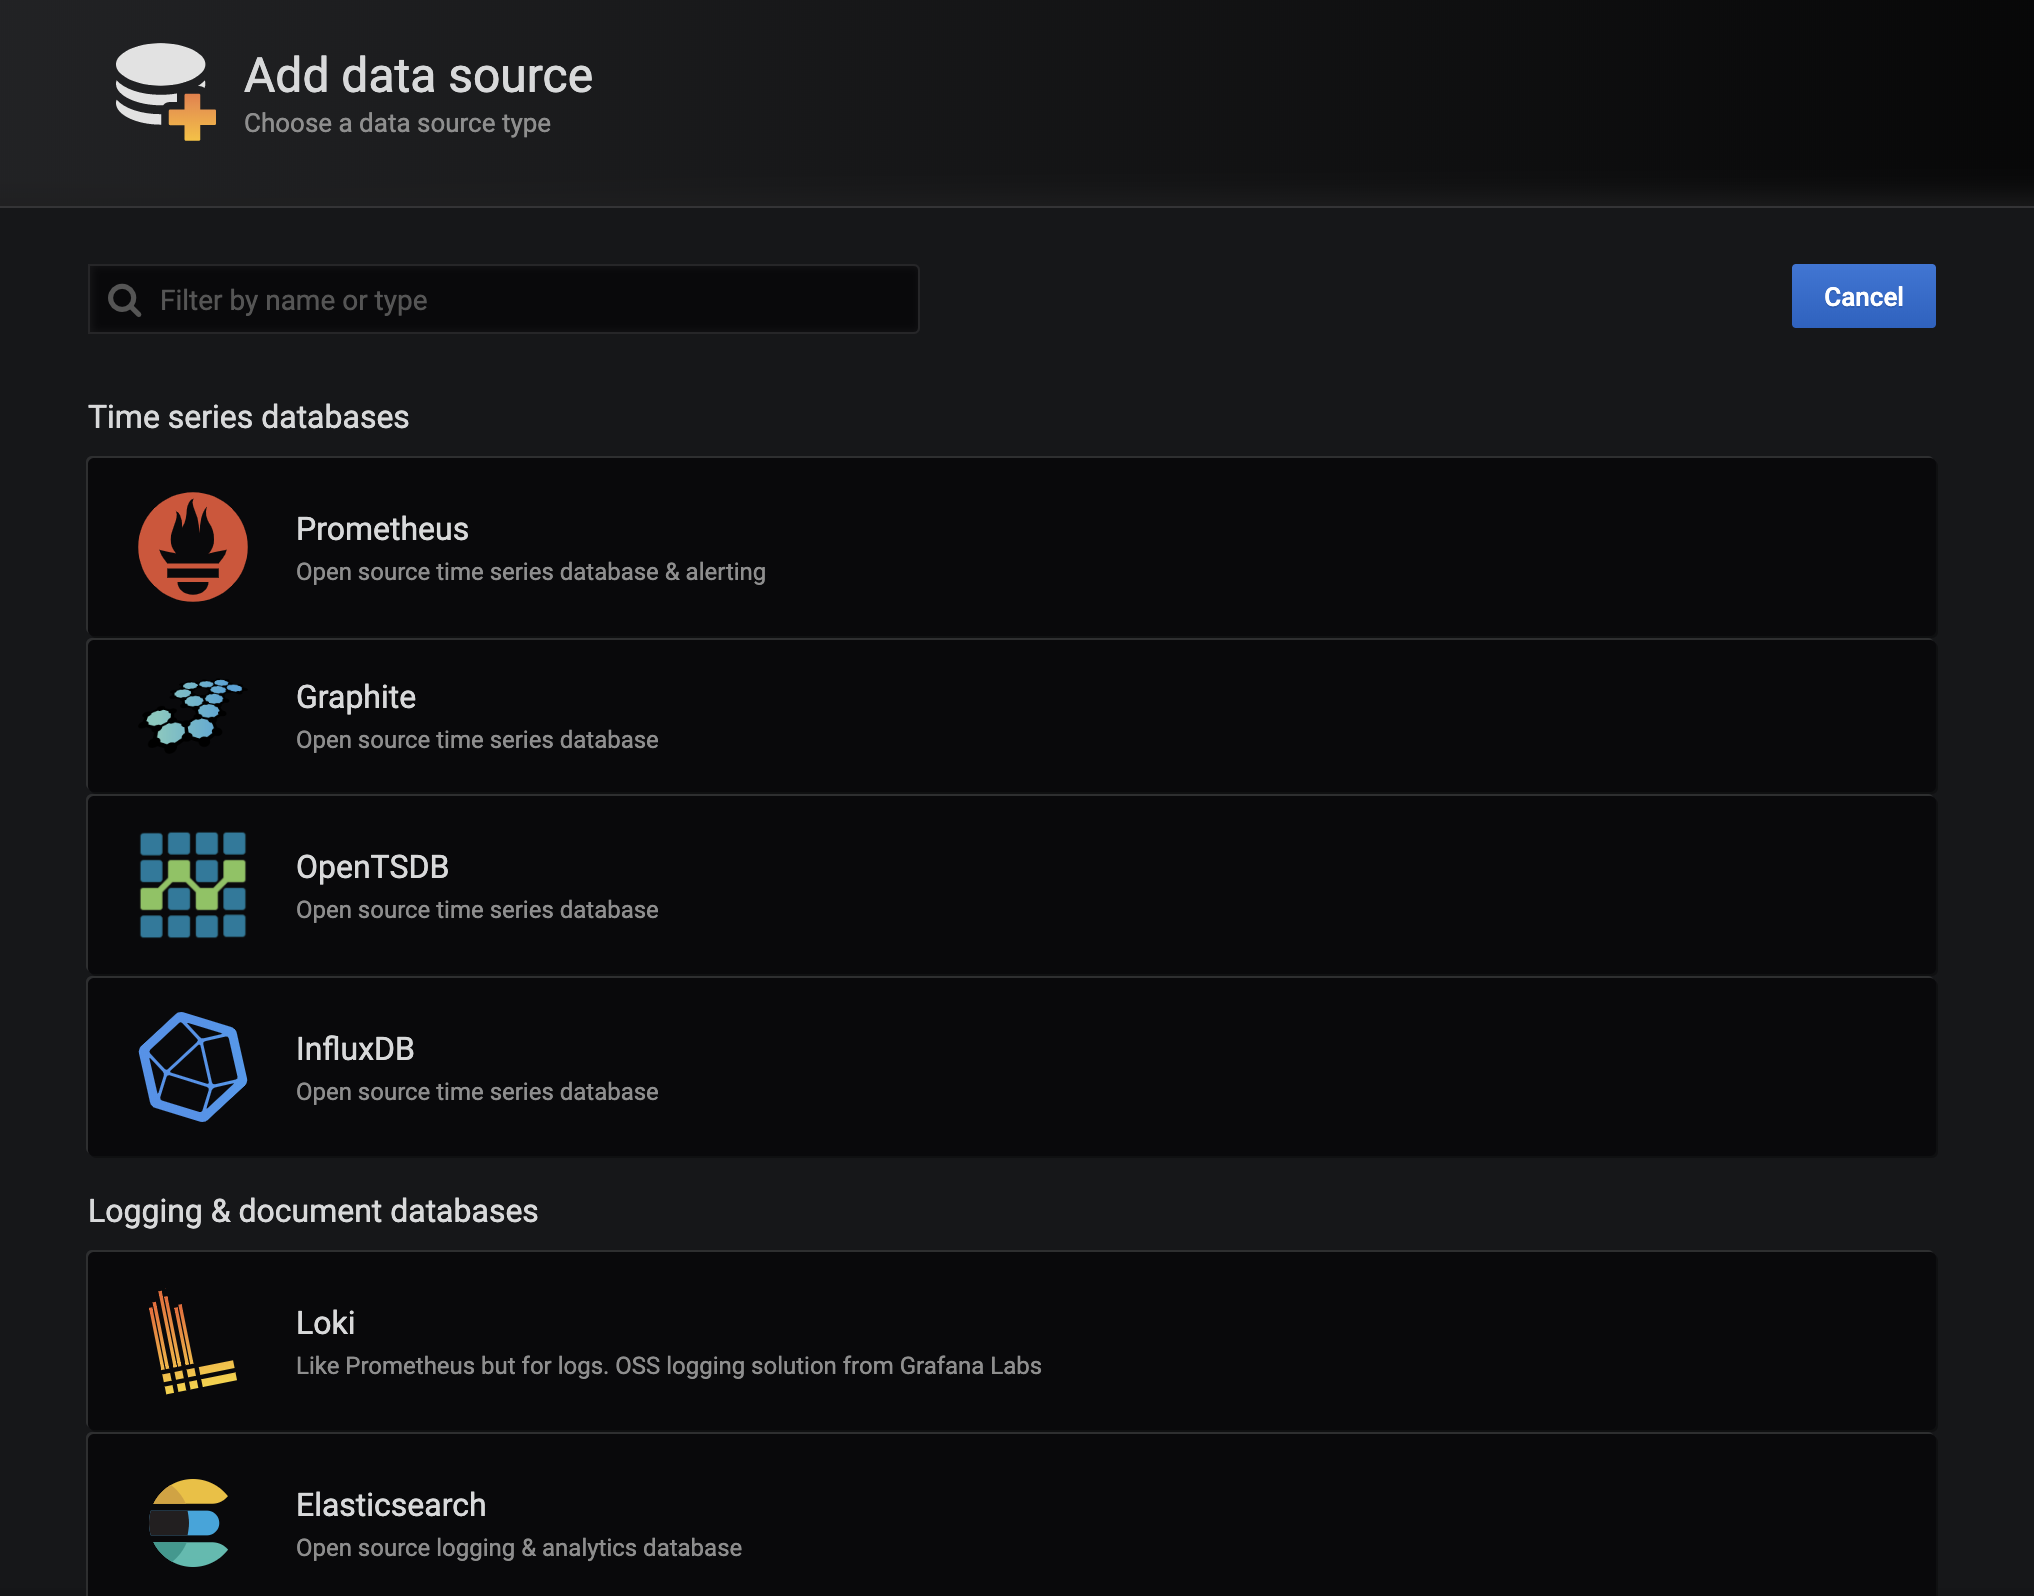 Add data source
Choose a data source type
Filter by name or type
Cancel
Time series databases
Prometheus
Open source time series database & alerting
Graphite
Open source time series database
OpenTSDB
Open source time series database
InfluxDB
Open source time series database
Logging & document databases
Loki
Like Prometheus but for logs. OSS logging solution from Grafana Labs
Elasticsearch
Open source logging & analytics database